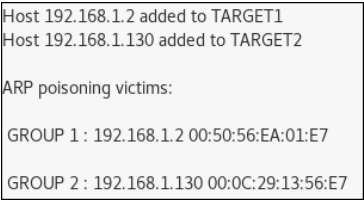 Host 192.168.1.2 added to TARGET1
Host 192.168.1.130 added to TARGET2
ARP poisoning victims:
GROUP 1 : 192.168.1.2 00:50:56:EA:01:E7
GROUP 2 : 192.168.1.130 00:0C:29:13:56:E7